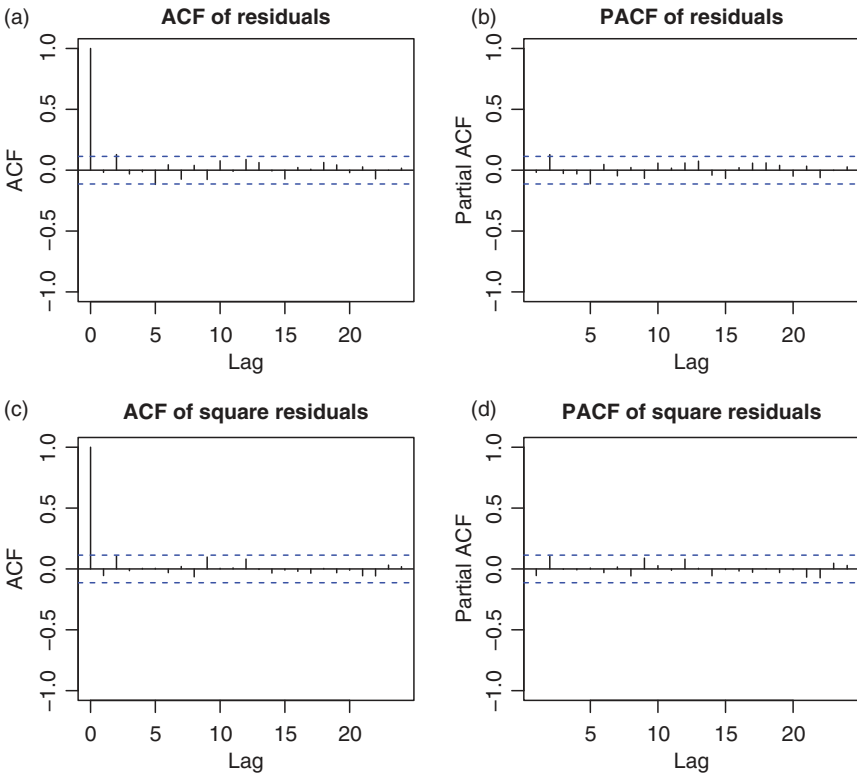 (a)
ACF of residuals
ACF
1.0
0.5
0.0
−0.5
−1.0
0 5 10 15 20
Lag
(b)
PACF of residuals
Partial ACF
1.0
0.5
0.0
−0.5
−1.0
5 10 15 20
Lag
(c)
ACF of square residuals
ACF
1.0
0.5
0.0
−0.5
−1.0
0 5 10 15 20
Lag
(d)
PACF of square residuals
Partial ACF
1.0
0.5
0.0
−0.5
−1.0
5 10 15 20
Lag